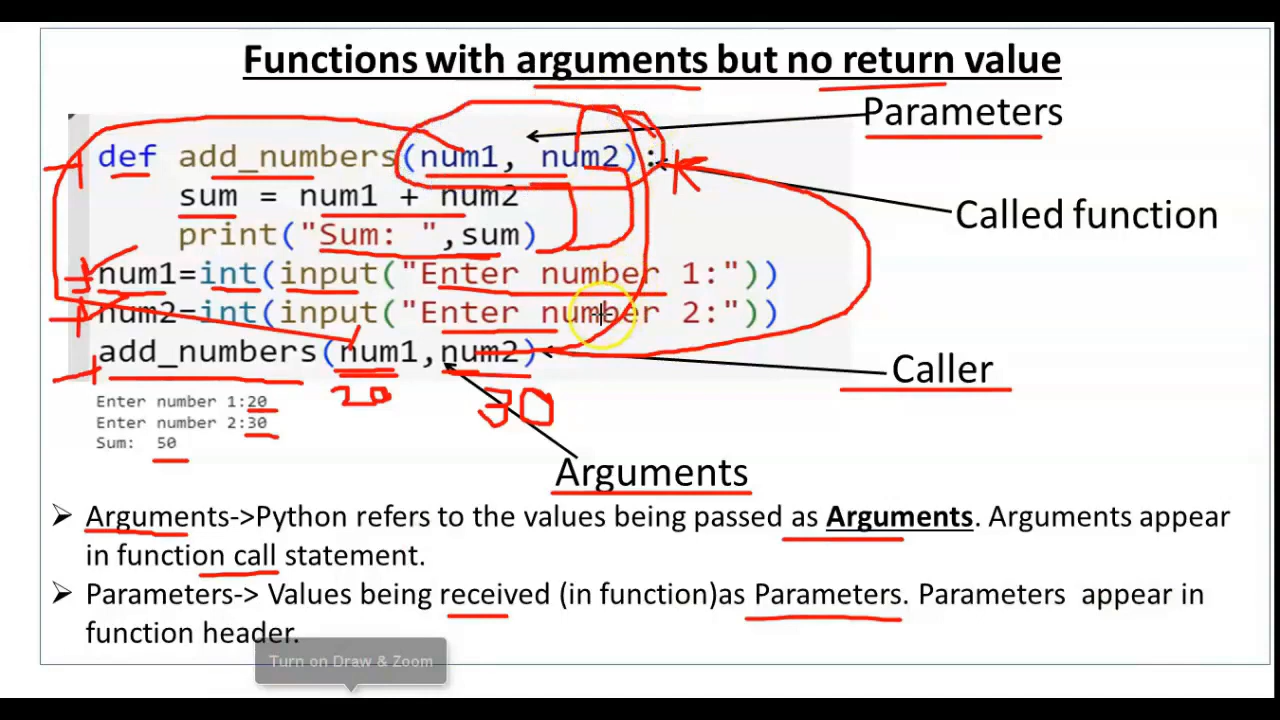 Functions with arguments but no return value
Parameters
def add_numbers(num1, num2):
sum = num1 + num2
Called function
print("Sum: ",sum)
num1=int(input("Enter number 1:"))
num2=int(input("Enter number 2:"))
add_numbers(num1,num2)
Caller
20 30
Enter number 1:20
Enter number 2:30
Sum: 50
Arguments
➢ Arguments->Python refers to the values being passed as Arguments. Arguments appear
in function call statement.
➢ Parameters-> Values being received (in function)as Parameters. Parameters appear in
function header.
Turn on Draw & Zoom